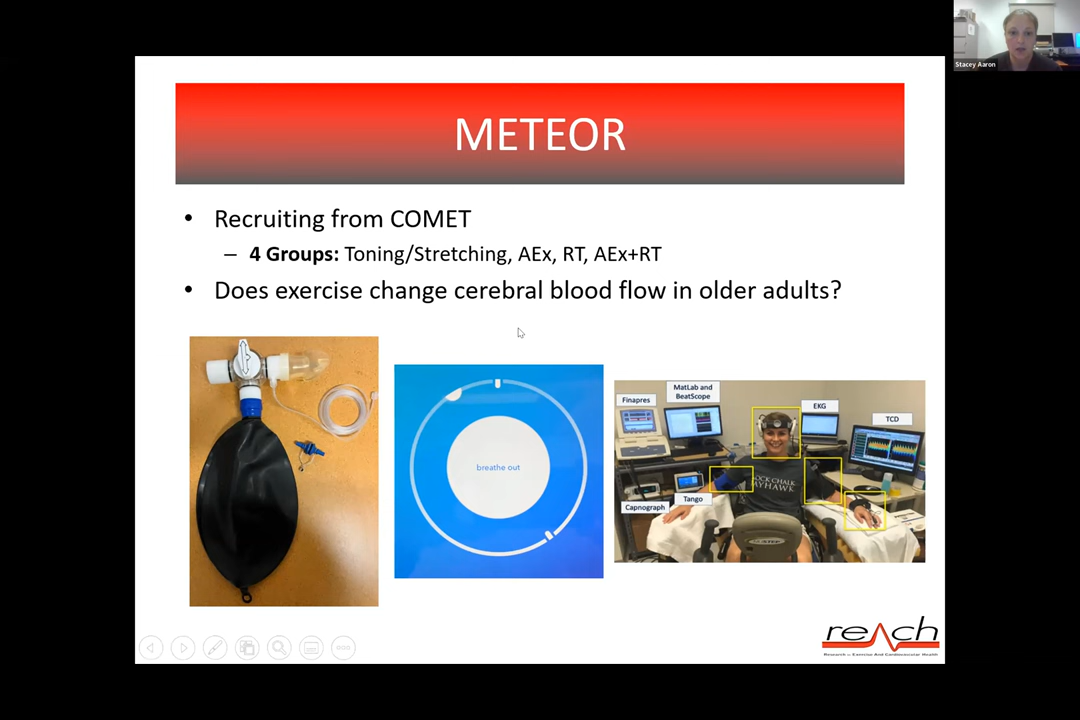 Stacey Aaron
METEOR
• Recruiting from COMET
– 4 Groups: Toning/Stretching, AEx, RT, AEx+RT
• Does exercise change cerebral blood flow in older adults?
breathe out
Finapres
MatLab and
BeatScope
EKG
TCD
Capnograph
Tango
CK CHALK
AYHAWK
reach
Research in Exercise And Cardiovascular Health